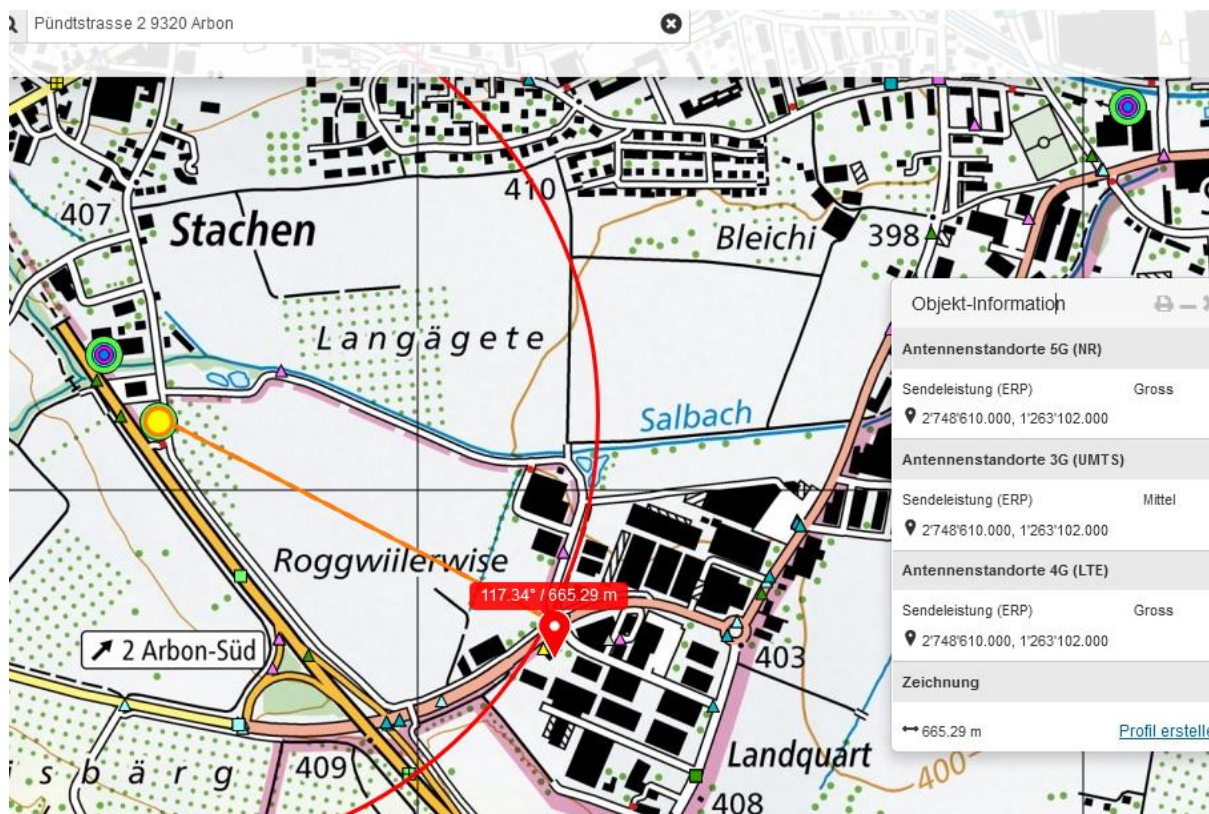 Pündtstrasse 2 9320 Arbon
410
407
Stachen
Bleichi
398
Objekt-Information
Langägete
Antennenstandorte 5G (NR)
Sendeleistung (ERP) Gross
2'748'610.000, 1'263'102.000
Salbach
Antennenstandorte 3G (UMTS)
Sendeleistung (ERP) Mittel
2'748'610.000, 1'263'102.000
Roggwiilerwise
Antennenstandorte 4G (LTE)
117.34° / 665.29 m
Sendeleistung (ERP) Gross
2'748'610.000, 1'263'102.000
2 Arbon-Süd
403
Zeichnung
665.29 m Profil erstelle
Landquart
isbärg
409
400
408